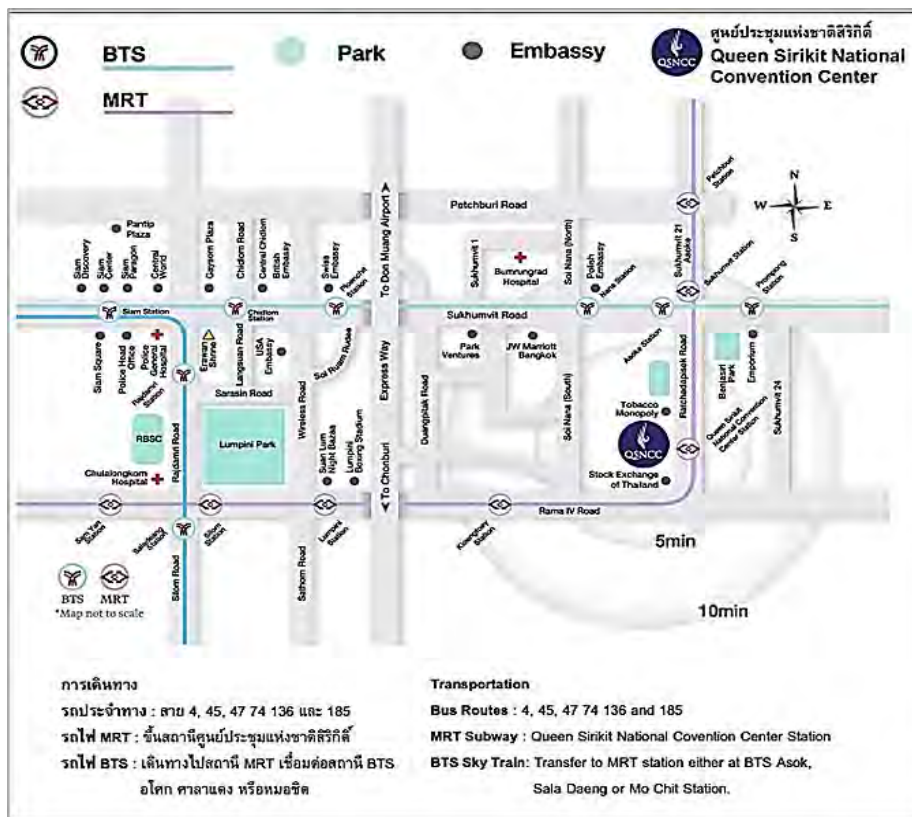 BTS
Park
Embassy
QSNCC
ศูนย์ประชุมแห่งชาติสิริกิติ์
Queen Sirikit National
Convention Center
MRT
Patchburi Station
N
W
E
S
Patchburi Road
To Don Muang Airport
Pantip
Plaza
Siam
Discovery
Siam
Center
Siam
Paragon
Central
World
Gaysorn Plaza
Chidlom Road
Central Chidlom
British
Embassy
Swiss
Embassy
Ploenchit
Station
Sukhumvit 1
Bumrungrad
Hospital
Soi Nana (North)
Polish
Embassy
Nana Station
Sukhumvit 21
Asoke
Sukhumvit Station
Prompong
Station
Siam Station
Chidlom
Station
Sukhumvit Road
Siam Square
Police Head
Office
Police
General
Hospital
Erawan
Shrine
Langsuan Road
USA
Embassy
Soi Ruam Rudee
Express Way
Park
Ventures
JW Marriott
Bangkok
Asoke Station
Ratchadapisek Road
Benjasiri
Park
Emporium
Sukhumvit 24
Station
Sarasin Road
Wireless Road
Duangpitak Road
Soi Nana (South)
Tobacco
Monopoly
QSNCC
Queen Sirikit
National Convention
Center Station
RBSC
Lumpini Park
Suan Lum
Night Bazaa
Lumpini
Boxing Stadium
Chulalongkorn
Hospital
Stock Exchange
of Thailand
To Chonburi
Rama IV Road
Sam Yan
Station
Saladaeng
Station
Silom
Station
Lumpini
Station
Station
5min
10min
Silom Road
Sathorn Road
BTS MRT
*Map not to scale
การเดินทาง
รถประจำทาง : สาย 4, 45, 47 74 136 และ 185
รถไฟ MRT : ขึ้นสถานีศูนย์ประชุมแห่งชาติสิริกิติ์
รถไฟ BTS : เดินทางไปสถานี MRT เชื่อมต่อสถานี BTS
อโศก ศาลาแดง หรือหมอชิต
Transportation
Bus Routes : 4, 45, 47 74 136 and 185
MRT Subway : Queen Sirikit National Covention Center Station
BTS Sky Train: Transfer to MRT station either at BTS Asok,
Sala Daeng or Mo Chit Station.